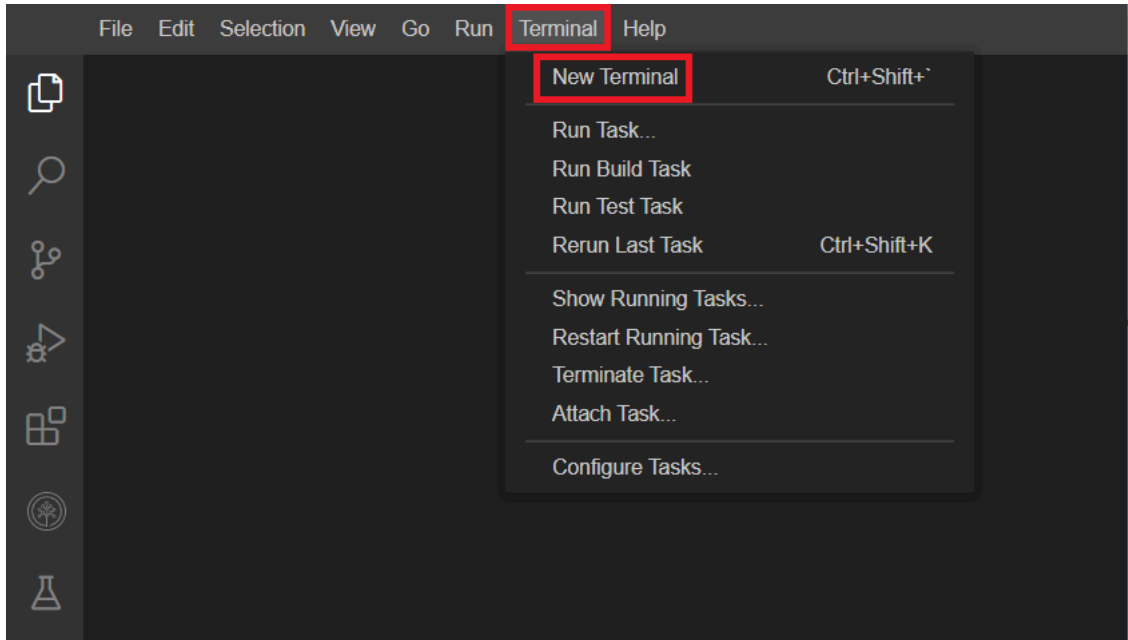 File Edit Selection View Go Run Terminal Help
New Terminal Ctrl+Shift+`
Run Task...
Run Build Task
Run Test Task
Rerun Last Task Ctrl+Shift+K
Show Running Tasks...
Restart Running Task...
Terminate Task...
Attach Task...
Configure Tasks...